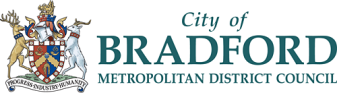 City of
BRADFORD
METROPOLITAN DISTRICT COUNCIL
PROGRESS·INDUSTRY·HUMANITY